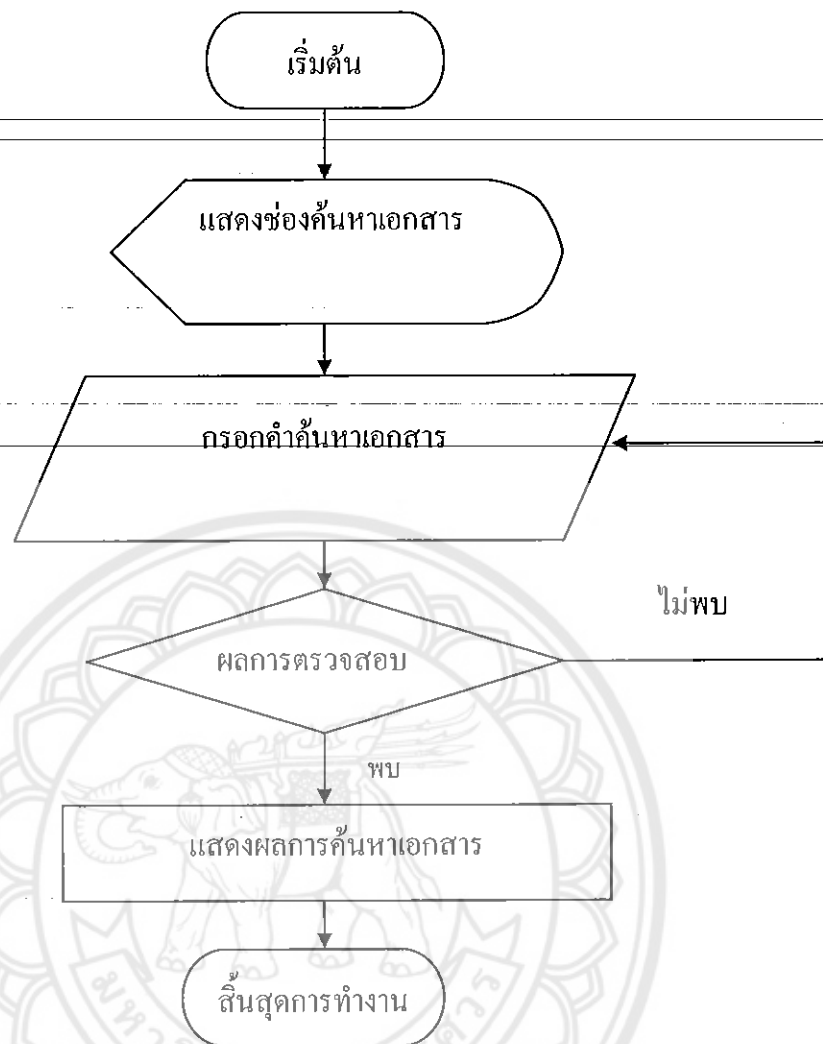 เริ่มต้น
แสดงช่องค้นหาเอกสาร
กรอกคำค้นหาเอกสาร
ไม่พบ
ผลการตรวจสอบ
พบ
แสดงผลการค้นหาเอกสาร
สิ้นสุดการทำงาน